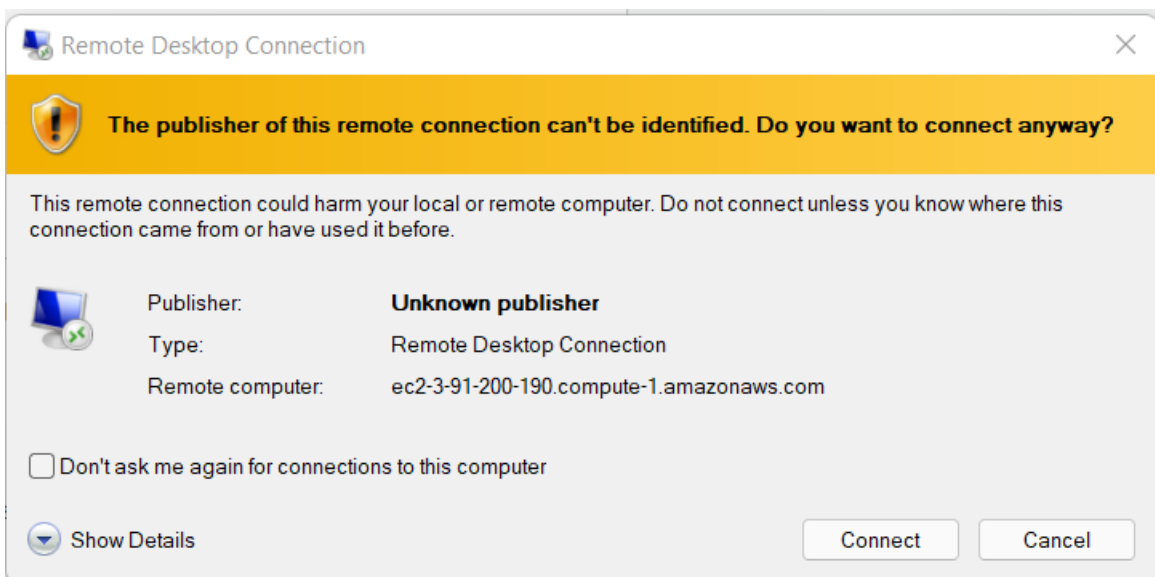 Remote Desktop Connection
The publisher of this remote connection can't be identified. Do you want to connect anyway?
This remote connection could harm your local or remote computer. Do not connect unless you know where this
connection came from or have used it before.
Publisher: Unknown publisher
Type: Remote Desktop Connection
Remote computer: ec2-3-91-200-190.compute-1.amazonaws.com
Don't ask me again for connections to this computer
Show Details Connect Cancel